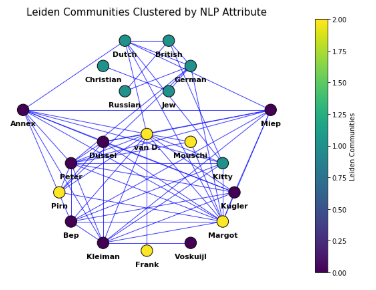 Leiden Communities Clustered by NLP Attribute
Dutch British
Christian German
Russian Jew
Annex Miep
Dussel van D. Mouschi
Peter Kitty
Pim Kugler
Bep Margot
Kleiman Frank Voskuijl
2.00
1.75
1.50
1.25
1.00
0.75
0.50
0.25
0.00
Leiden Communities